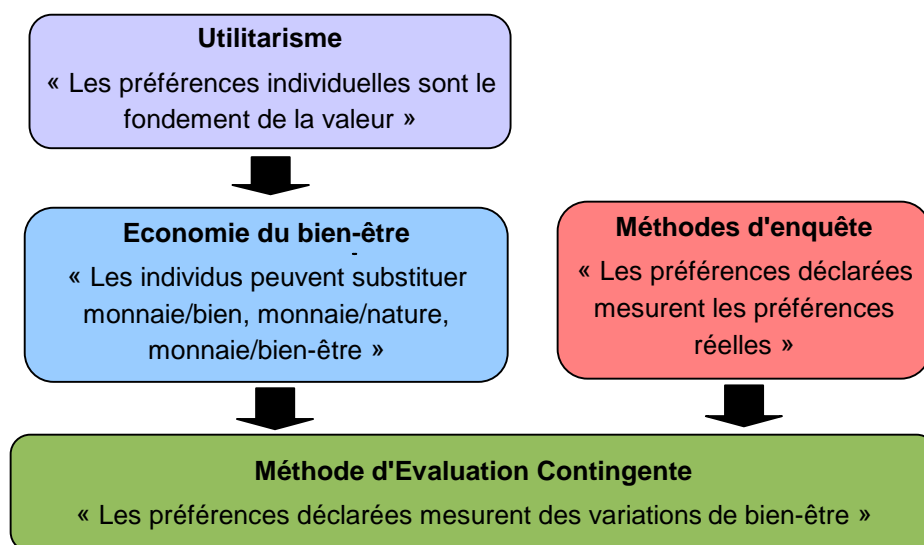 Utilitarisme
« Les préférences individuelles sont le
fondement de la valeur »
Economie du bien-être
« Les individus peuvent substituer
monnaie/bien, monnaie/nature,
monnaie/bien-être »
Méthodes d'enquête
« Les préférences déclarées
mesurent les préférences
réelles »
Méthode d'Evaluation Contingente
« Les préférences déclarées mesurent des variations de bien-être »